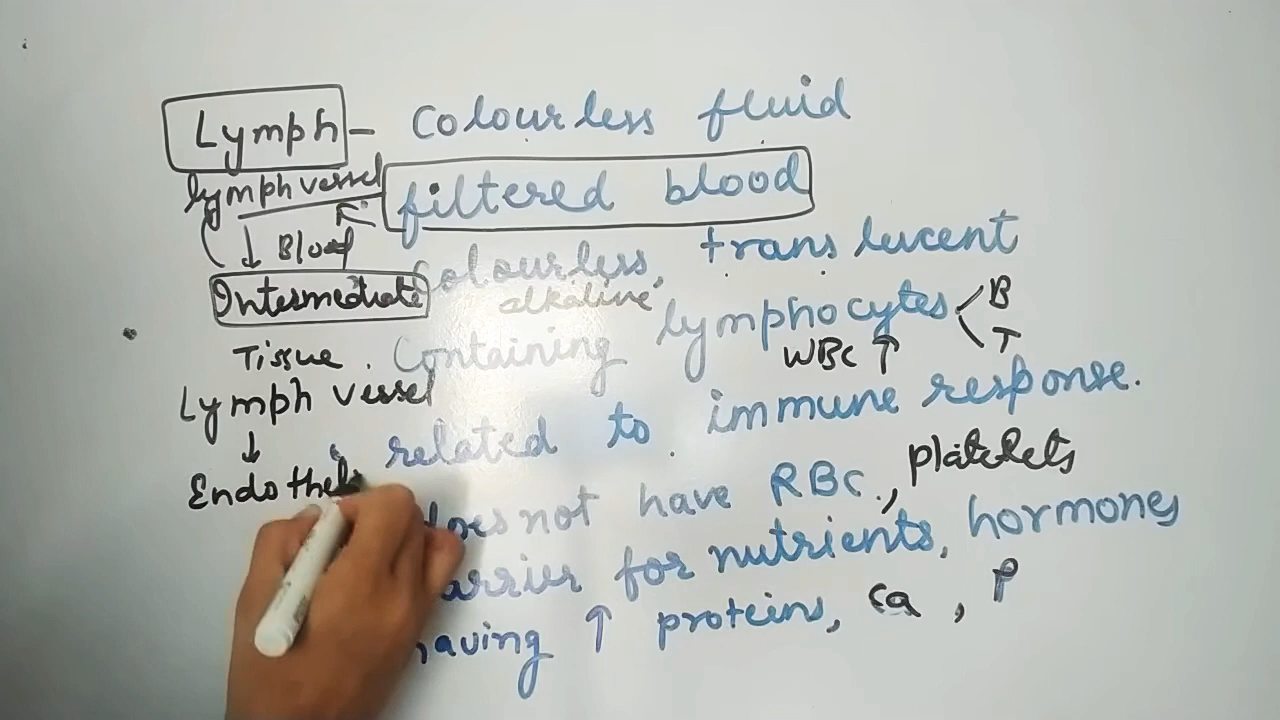 Lymph - Colourless fluid
lymph vessel filtered blood
↓ Blood
Colourless, translucent
Intermediate alkaline
Containing lymphocytes B
T
Tissue WBC ↑
Lymph vessel
↓
related to immune response.
Endothel
does not have RBC., platelets
carrier for nutrients, hormones
having ↑ proteins, Ca, P